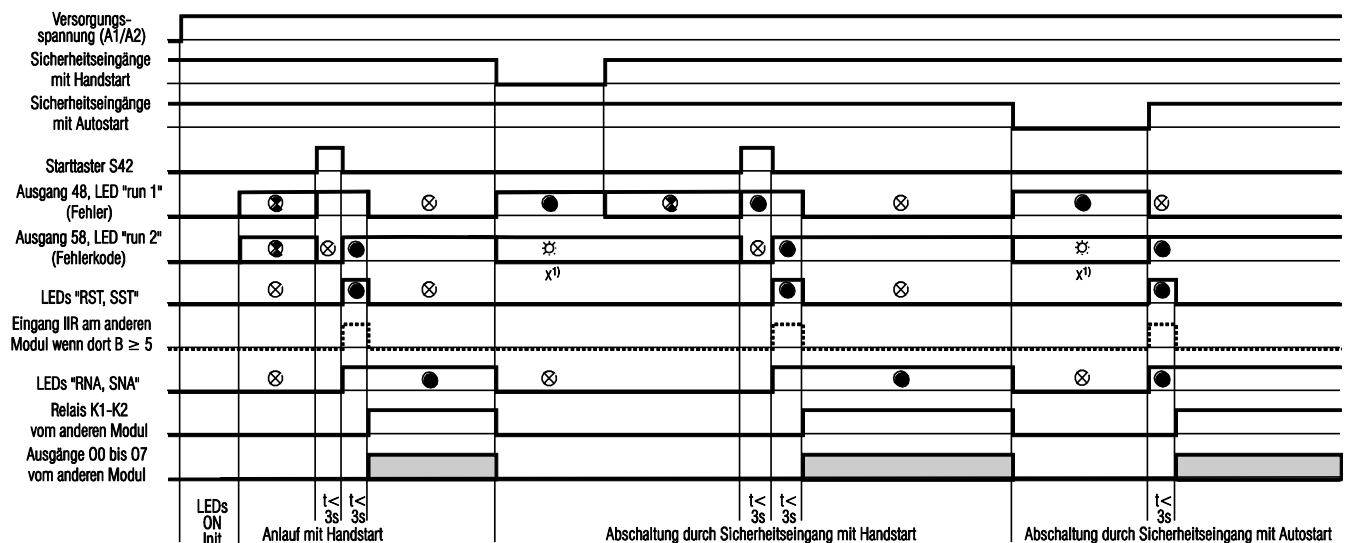 Versorgungs-
spannung (A1/A2)
Sicherheitseingänge
mit Handstart
Sicherheitseingänge
mit Autostart
Starttaster S42
Ausgang 48, LED "run 1"
(Fehler)
Ausgang 58, LED "run 2"
(Fehlerkode)
x1) x1)
LEDs "RST, SST"
Eingang IIR am anderen
Modul wenn dort B ≥ 5
LEDs "RNA, SNA"
Relais K1-K2
vom anderen Modul
Ausgänge 00 bis 07
vom anderen Modul
LEDs
ON
Init
t< t< t< t< t<
3s 3s 3s 3s 3s
Anlauf mit Handstart Abschaltung durch Sicherheitseingang mit Handstart Abschaltung durch Sicherheitseingang mit Autostart